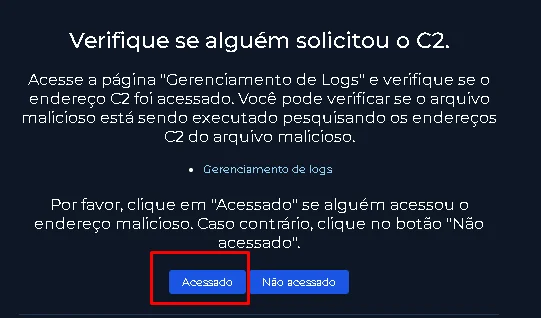 Verifique se alguém solicitou o C2.
Acesse a página "Gerenciamento de Logs" e verifique se o
endereço C2 foi acessado. Você pode verificar se o arquivo
malicioso está sendo executado pesquisando os endereços
C2 do arquivo malicioso.
Gerenciamento de logs
Por favor, clique em "Acessado" se alguém acessou o
endereço malicioso. Caso contrário, clique no botão "Não
acessado".
Acessado Não acessado